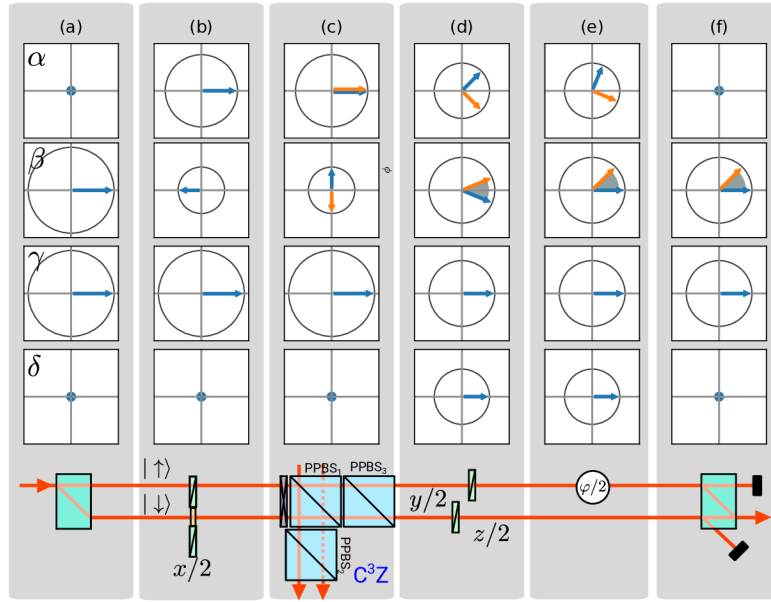 (a) (b) (c) (d) (e) (f)
α
β
ϕ
γ
δ
PPBS₁ PPBS₃
|↑⟩
|↓⟩
y/2
φ/2
z/2
x/2
PPBS₂
C³Z